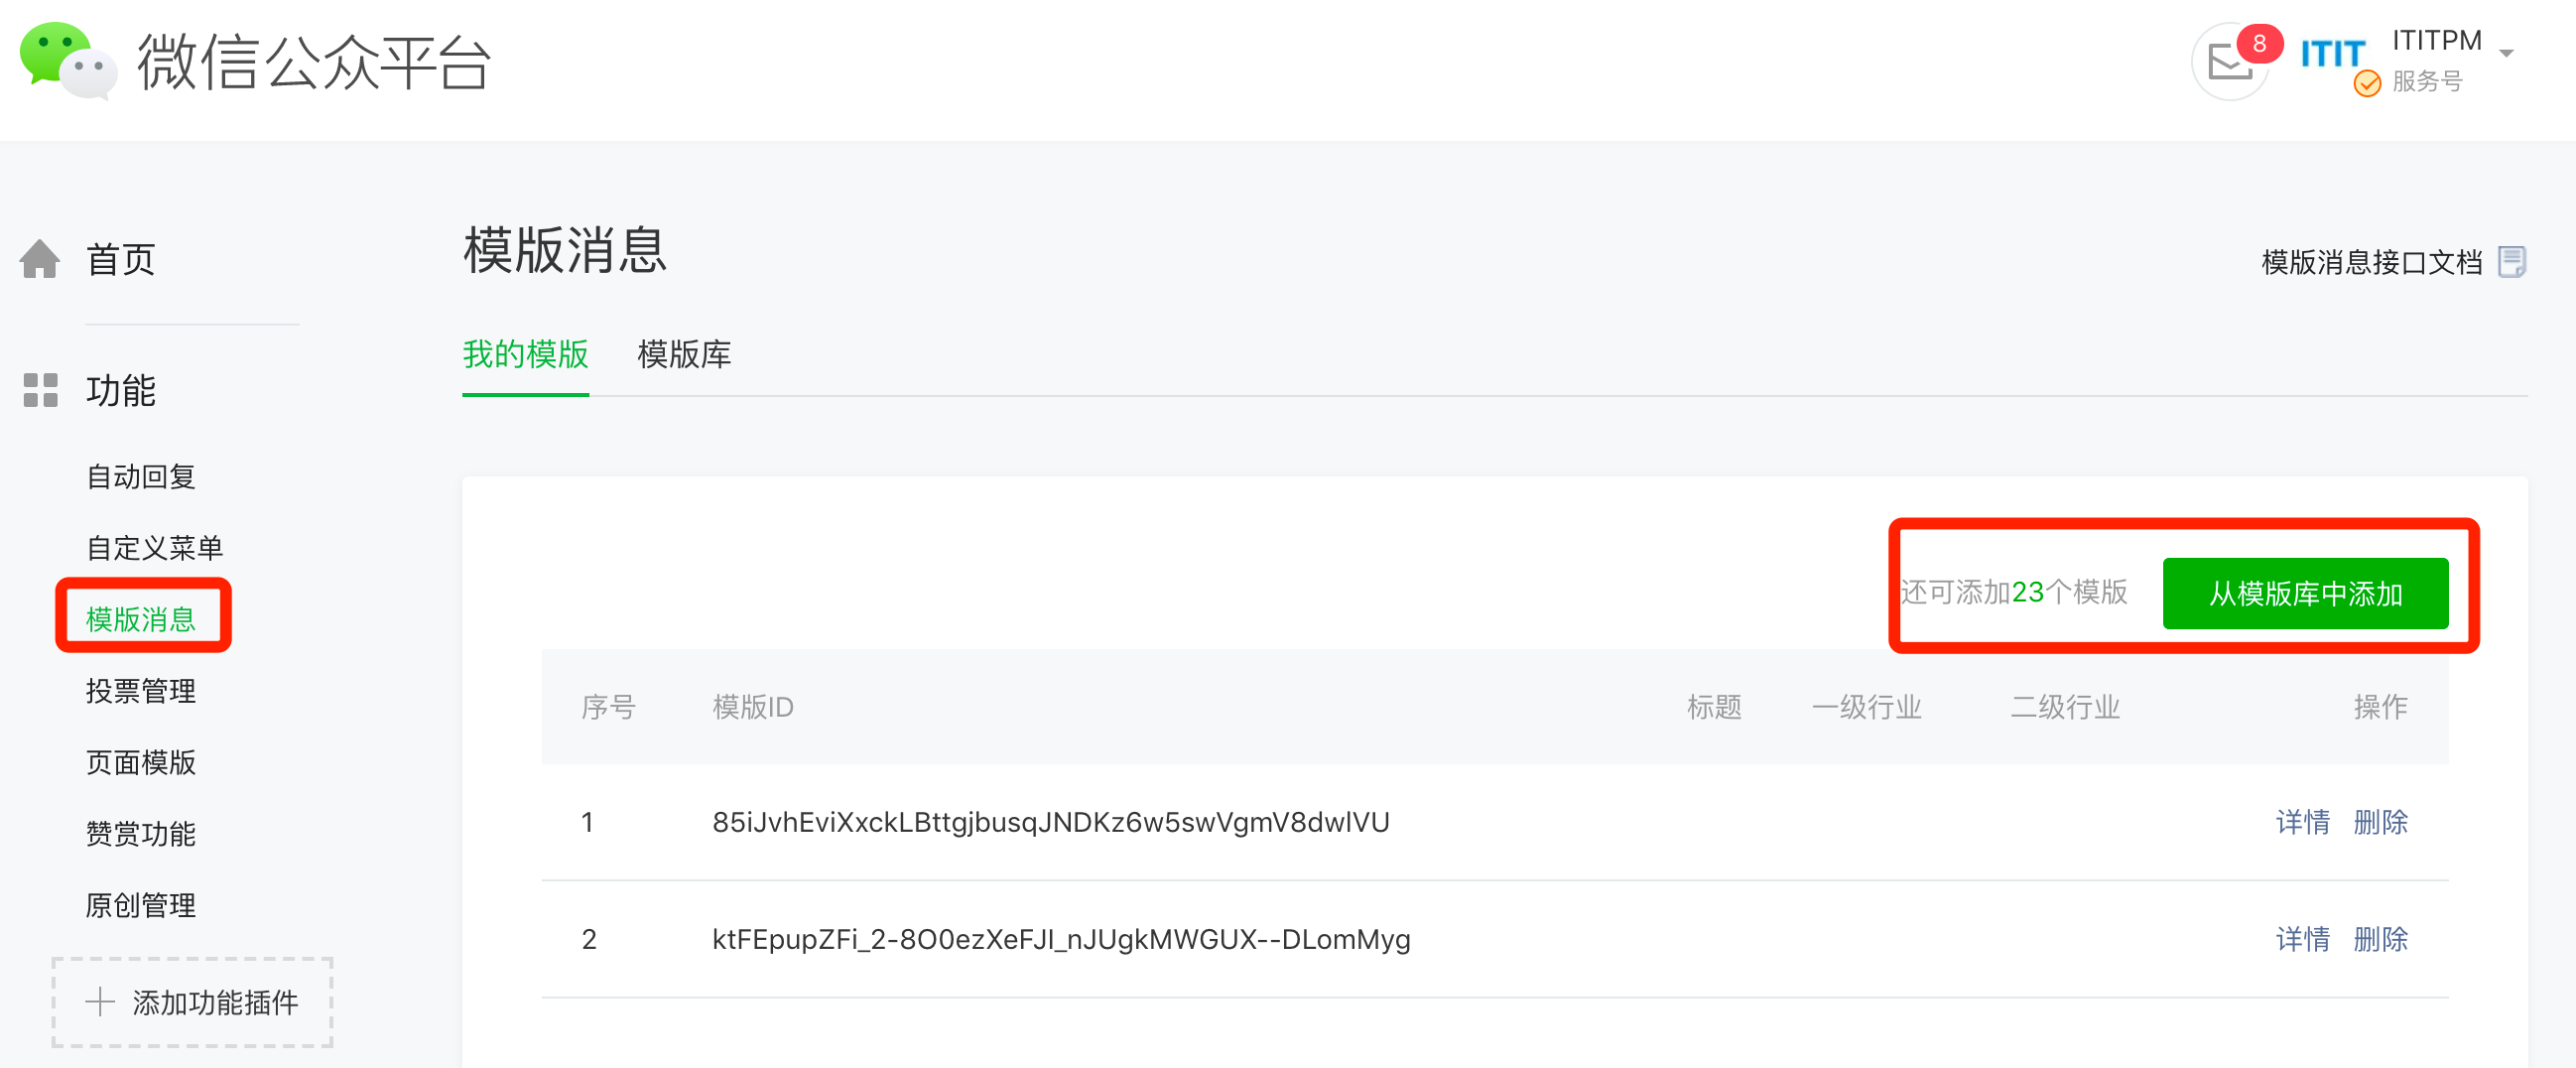 微信公众平台
8
ITIT
ITITPM
服务号
首页
功能
自动回复
自定义菜单
模版消息
投票管理
页面模版
赞赏功能
原创管理
添加功能插件
模版消息
模版消息接口文档
我的模版 模版库
还可添加23个模版 从模版库中添加
序号 模版ID 标题 一级行业 二级行业 操作
1 85iJvhEviXxckLBttgjbusqJNDKz6w5swVgmV8dwlVU 详情 删除
2 ktFEpupZFi_2-8O0ezXeFJl_nJUgkMWGUX--DLomMyg 详情 删除